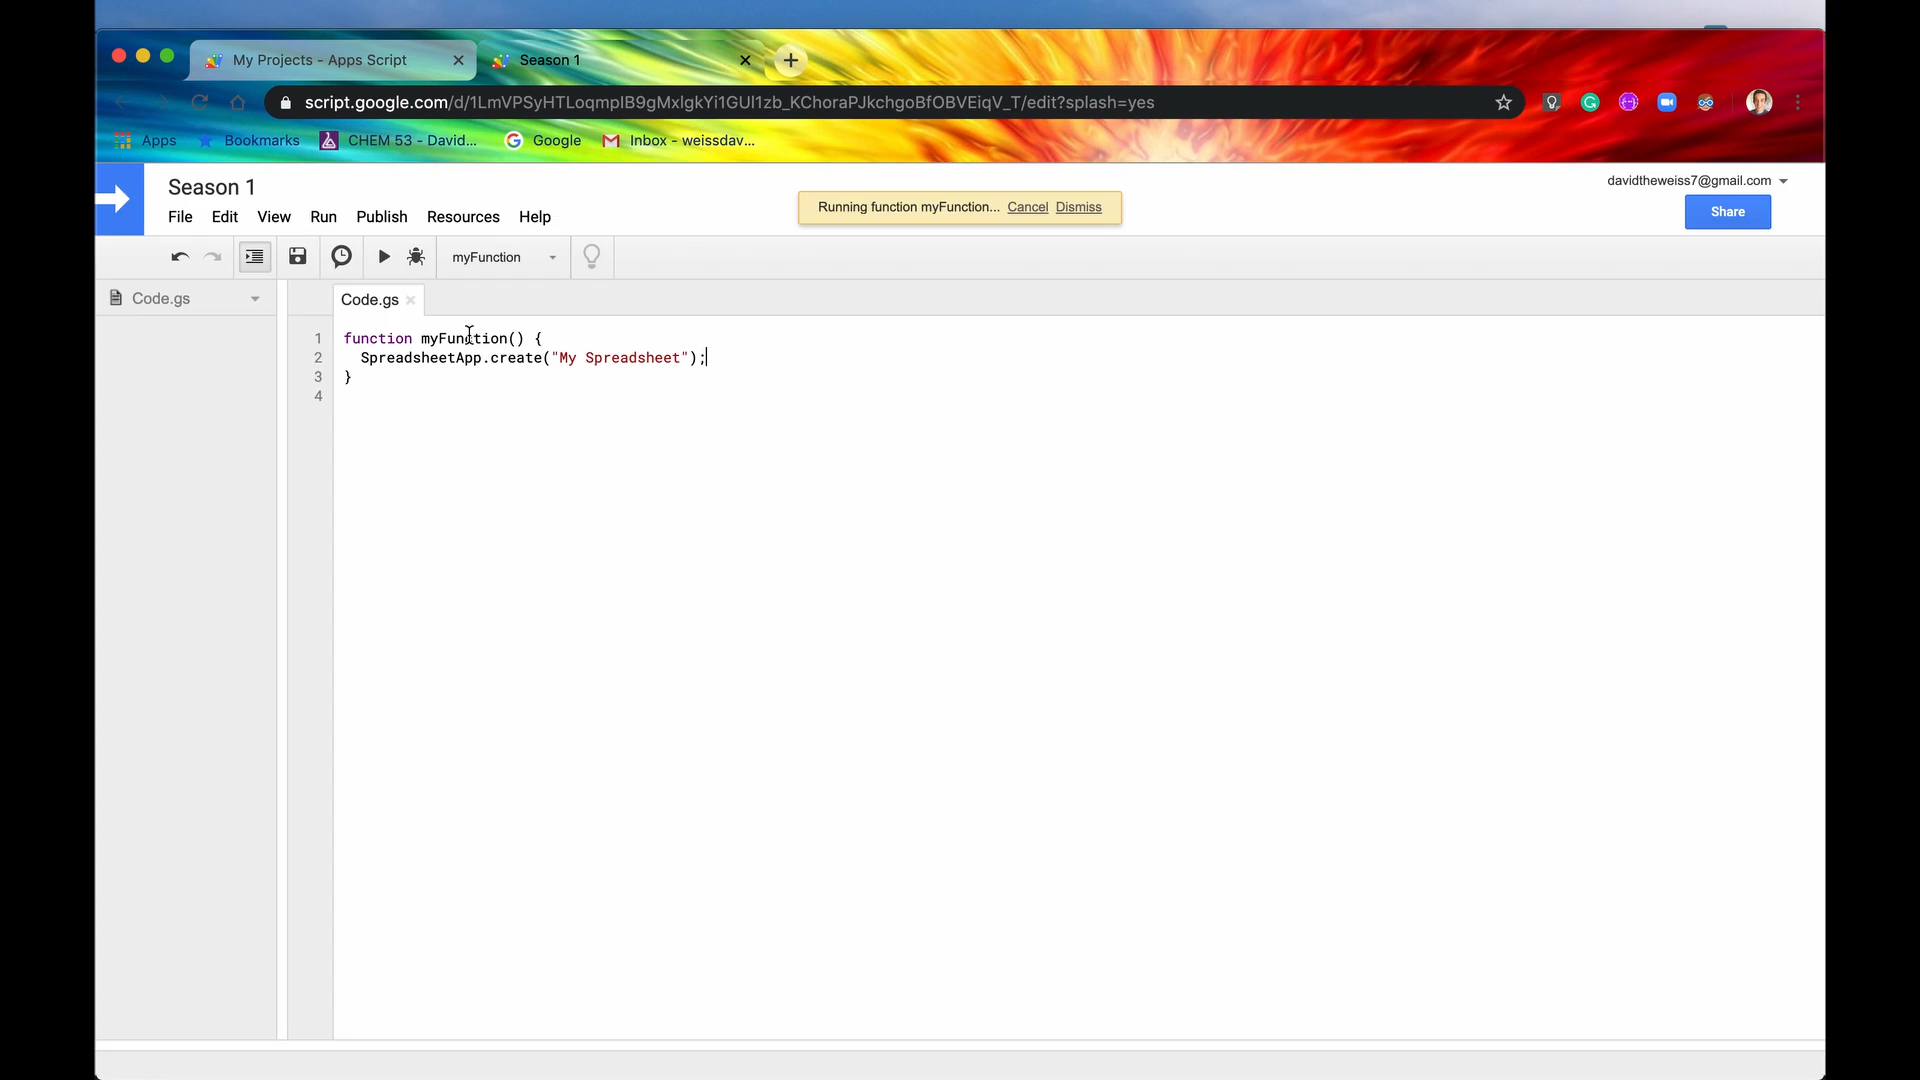 My Projects - Apps Script
Season 1
script.google.com/d/1LmVPSyHTLoqmpIB9gMxlgkYi1GUI1zb_KChoraPJkchgoBfOBVEiqV_T/edit?splash=yes
Apps Bookmarks CHEM 53 - David... Google Inbox - weissdav...
Season 1
davidtheweiss7@gmail.com
File Edit View Run Publish Resources Help
Running function myFunction... Cancel Dismiss
Share
myFunction
Code.gs
Code.gs
1 function myFunction() {
2 SpreadsheetApp.create("My Spreadsheet");
3 }
4